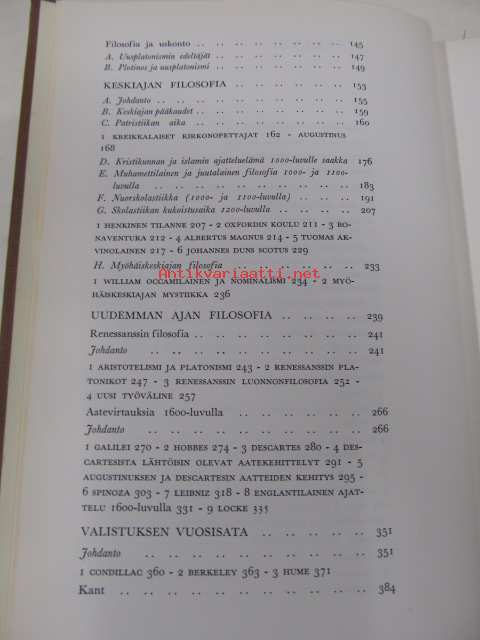 Filosofia ja uskonto .. .. .. .. .. .. .. .. 145
A. Uusplatonismin edeltäjät .. .. .. .. .. .. 147
B. Plotinos ja uusplatonismi .. .. .. .. .. .. 149
KESKIAJAN FILOSOFIA .. .. .. .. .. .. .. 153
A. Johdanto .. .. .. .. .. .. .. .. .. 155
B. Keskiajan pääkaudet .. .. .. .. .. .. .. 159
C. Patristiikan aika .. .. .. .. .. .. .. .. 160
1 KREIKKALAISET KIRKONOPETTAJAT 162 - AUGUSTINUS
168
D. Kristikunnan ja islamin ajatteluelämä 1000-luvulle saakka 176
E. Muhamettilainen ja juutalainen filosofia 1000- ja 1100-
luvulla .. .. .. .. .. .. .. .. .. .. 183
F. Nuorskolastiikka (1000- ja 1100-luvulla) .. .. .. 191
G. Skolastiikan kukoistusaika 1200-luvulla .. .. .. .. 207
1 HENKINEN TILANNE 207 - 2 OXFORDIN KOULU 211 - 3 BO-
NAVENTURA 212 - 4 ALBERTUS MAGNUS 214 - 5 TUOMAS AK-
VINOLAINEN 217 - 6 JOHANNES DUNS SCOTUS 229
H. Myöhäiskeskiajan filosofia .. .. .. .. .. .. 233
Antikvariaatti.net
1 WILLIAM OCCAMILAINEN JA NOMINALISMI 234 - 2 MYÖ-
HÄISKESKIAJAN MYSTIIKKA 236
UUDEMMAN AJAN FILOSOFIA .. .. .. .. .. 239
Renessanssin filosofia .. .. .. .. .. .. .. .. 241
Johdanto .. .. .. .. .. .. .. .. .. .. 241
1 ARISTOTELISMI JA PLATONISMI 243 - 2 RENESSANSSIN PLA-
TONIKOT 247 - 3 RENESSANSSIN LUONNONFILOSOFIA 252 -
4 UUSI TYÖVÄLINE 257
Aatevirtauksia 1600-luvulla .. .. .. .. .. .. 266
Johdanto .. .. .. .. .. .. .. .. .. .. 266
1 GALILEI 270 - 2 HOBBES 274 - 3 DESCARTES 280 - 4 DES-
CARTESISTA LÄHTÖISIN OLEVAT AATEKEHITTELYT 291 - 5
AUGUSTINUKSEN JA DESCARTESIN AATTEIDEN KEHITYS 295 -
6 SPINOZA 303 - 7 LEIBNIZ 318 - 8 ENGLANTILAINEN AJAT-
TELU 1600-LUVULLA 331 - 9 LOCKE 335
VALISTUKSEN VUOSISATA .. .. .. .. .. .. 351
Johdanto .. .. .. .. .. .. .. .. .. .. 351
1 CONDILLAC 360 - 2 BERKELEY 363 - 3 HUME 371
Kant .. .. .. .. .. .. .. .. .. .. .. 384